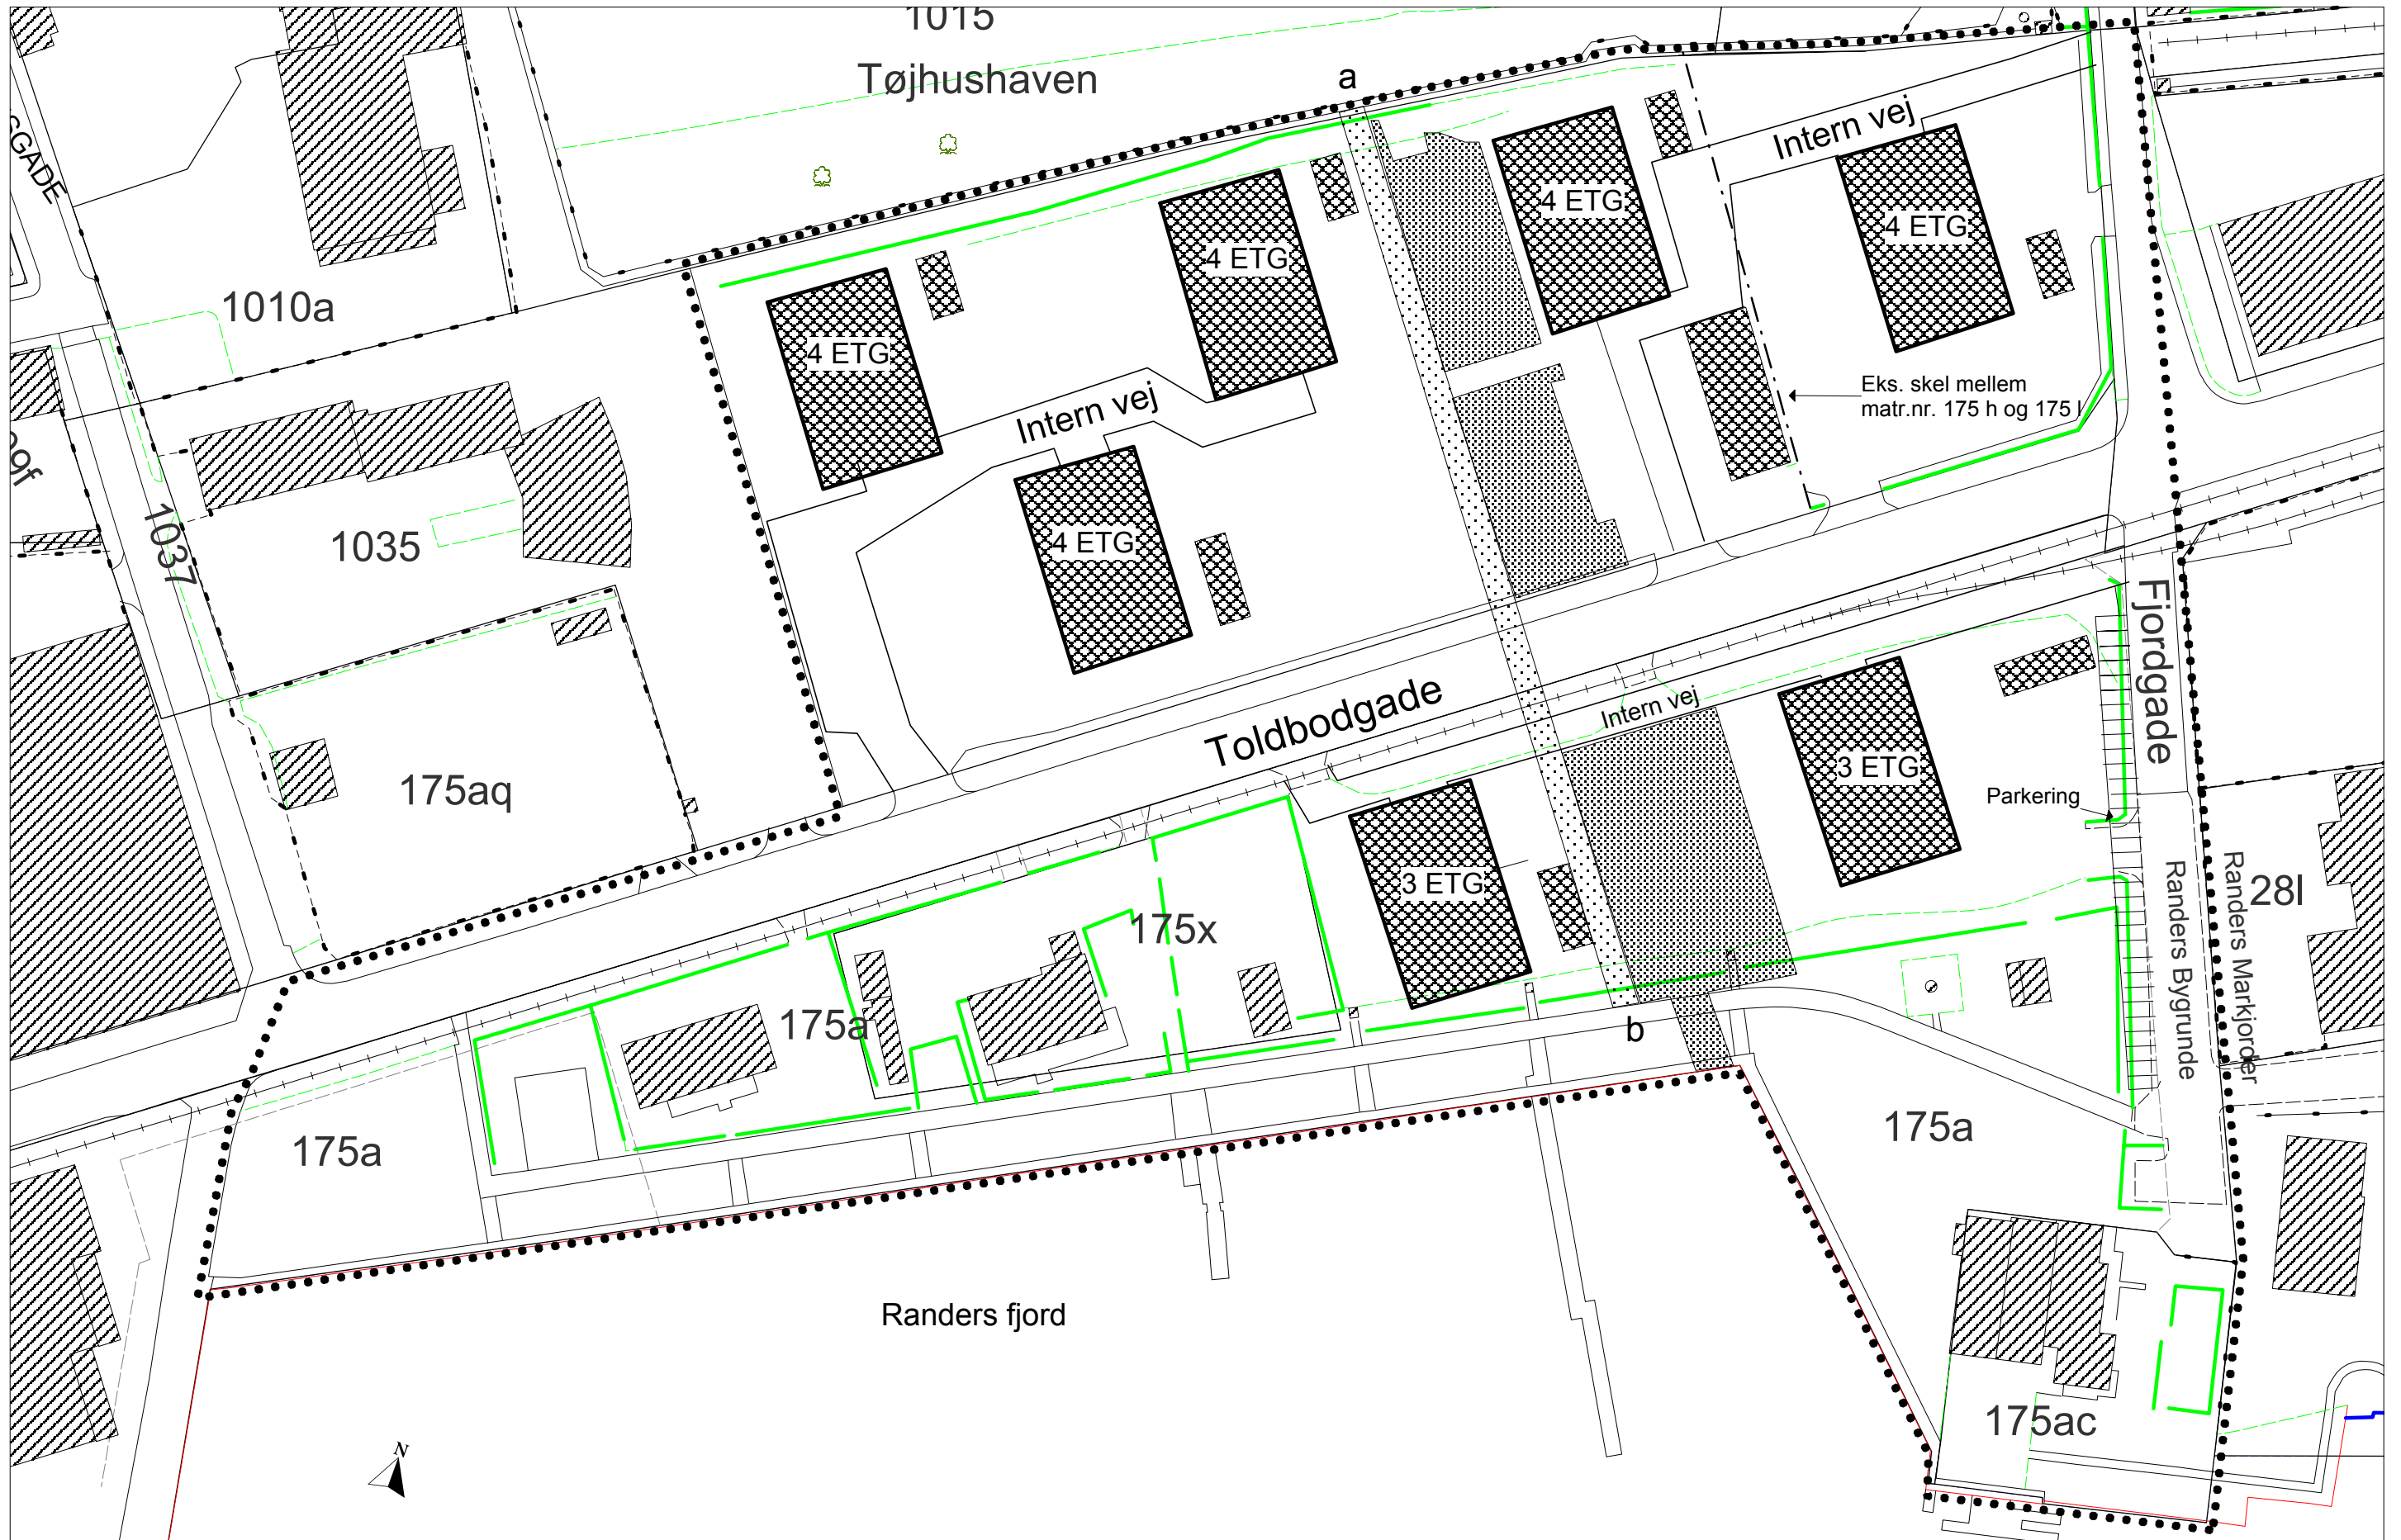 1015
Tøjhushaven
a
GGADE
Intern vej
4 ETG
4 ETG
4 ETG
1010a
4 ETG
Eks. skel mellem
matr.nr. 175 h og 175 l
Intern vej
qf
1037
1035
4 ETG
Fjordgade
Toldbodgade
Intern vej
3 ETG
175aq
Parkering
3 ETG
Randers Bygrunde
Randers Markjorder
28l
175x
175a
b
175a
175a
Randers fjord
175ac
N